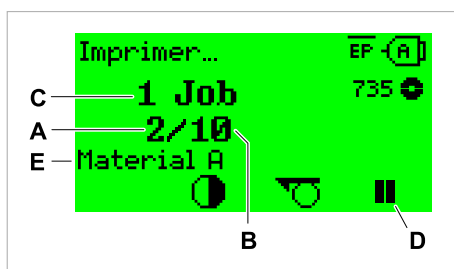 Imprimer... EP A
C 1 Job 735
A 2/10
E Material A
B D